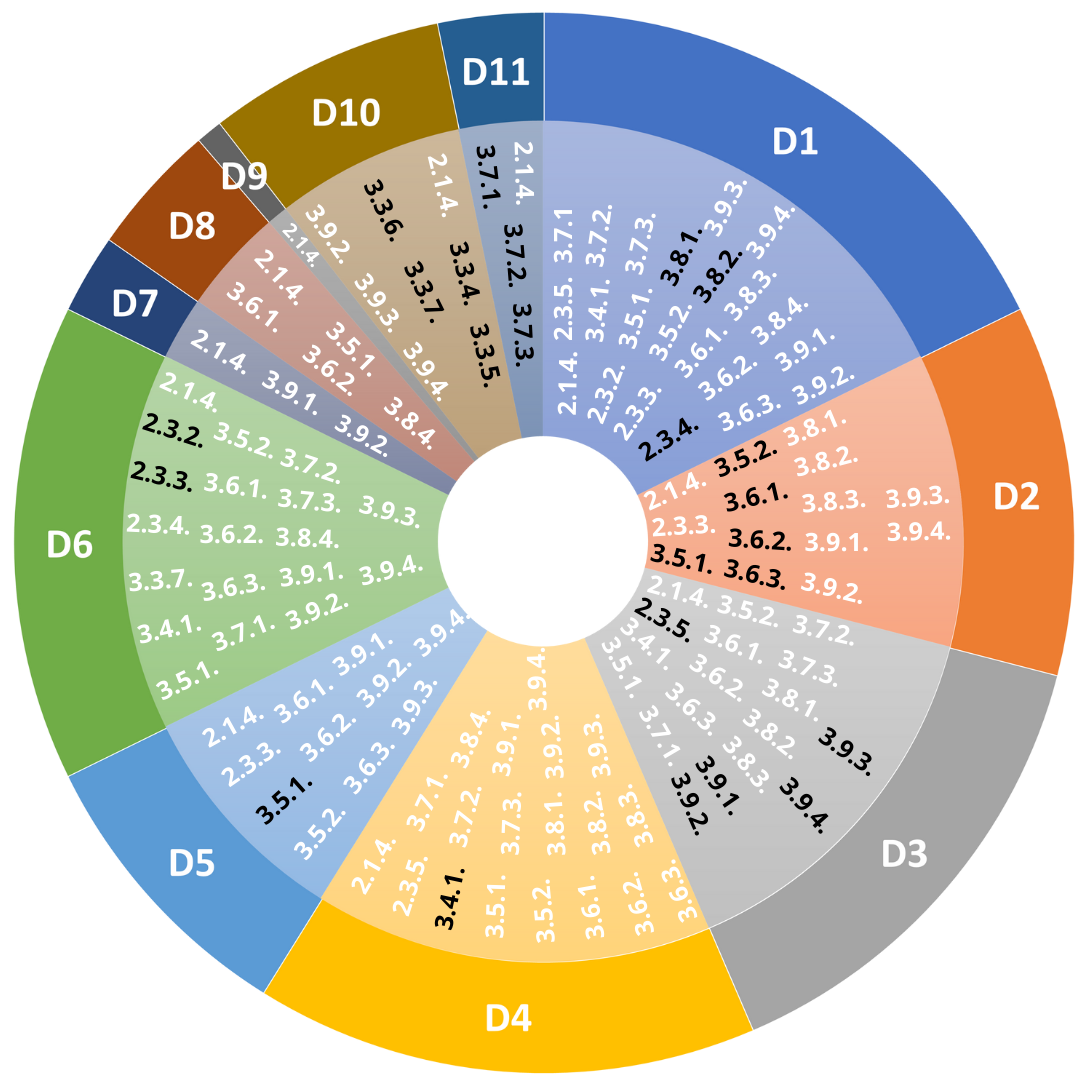 D1
2.1.4. 2.3.5. 3.7.1
2.3.2. 3.4.1. 3.7.2.
2.3.3. 3.5.1. 3.7.3.
3.5.2. 3.8.1. 3.9.3.
3.6.1. 3.8.2. 3.9.4.
3.8.3.
2.3.4. 3.6.2. 3.8.4.
3.6.3. 3.9.1.
3.9.2.
D2
2.1.4. 3.5.2. 3.8.1.
2.3.3. 3.6.1. 3.8.2.
3.5.1. 3.6.2. 3.8.3. 3.9.3.
3.6.3. 3.9.1. 3.9.4.
3.9.2.
D3
2.1.4. 3.5.2. 3.7.2.
2.3.5. 3.6.1. 3.7.3.
3.4.1. 3.6.2. 3.8.1.
3.5.1. 3.6.3. 3.8.2. 3.9.3.
3.7.1. 3.8.3. 3.9.4.
3.9.1.
3.9.2.
D4
2.1.4. 3.7.1. 3.8.4.
2.3.5. 3.7.2. 3.9.1.
3.4.1. 3.7.3. 3.9.2. 3.9.4.
3.5.1. 3.8.1. 3.9.3.
3.5.2. 3.8.2.
3.6.1. 3.8.3.
3.6.2.
3.6.3.
D5
2.1.4. 3.6.1. 3.9.1.
2.3.3. 3.6.2. 3.9.2. 3.9.4.
3.5.1. 3.6.3. 3.9.3.
3.5.2.
D6
2.1.4.
2.3.2. 3.5.2. 3.7.2.
2.3.3. 3.6.1. 3.7.3. 3.9.3.
2.3.4. 3.6.2. 3.8.4.
3.3.7. 3.6.3. 3.9.1. 3.9.4.
3.4.1. 3.7.1. 3.9.2.
3.5.1.
D7
2.1.4. 3.9.1. 3.9.2.
D8
2.1.4. 3.5.1.
3.6.1. 3.6.2. 3.8.4.
D9
2.1.4.
D10
3.9.2. 3.9.3. 3.9.4.
3.3.6. 3.3.7.
2.1.4. 3.3.4. 3.3.5.
D11
3.7.1. 3.7.2. 3.7.3.
2.1.4.